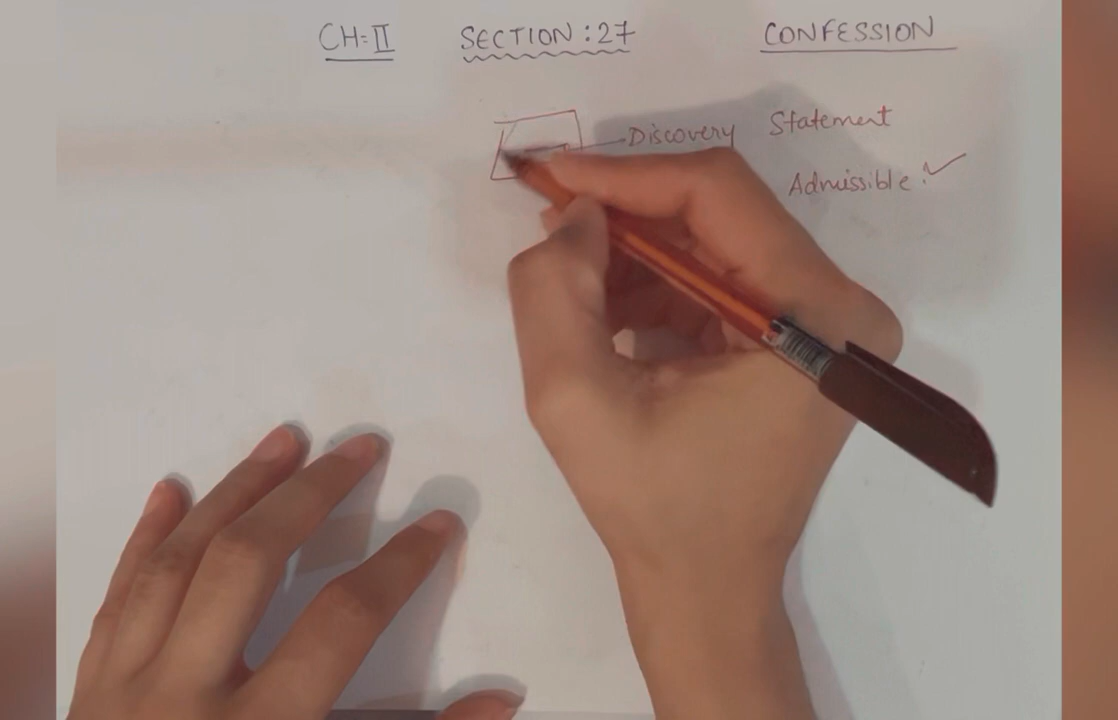 CH=II SECTION:27 CONFESSION
Discovery Statement
Admissible ✓